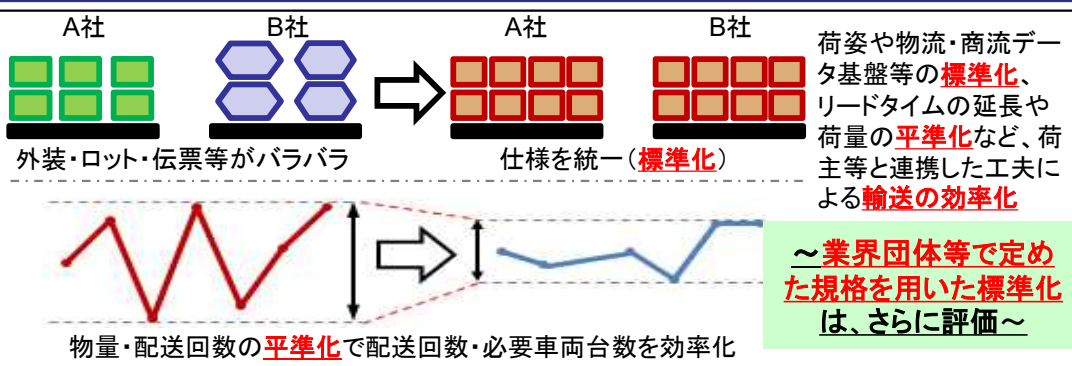 A社
B社
A社
B社
外装・ロット・伝票等がバラバラ
仕様を統一（標準化）
荷姿や物流・商流デー
タ基盤等の標準化、
リードタイムの延長や
荷量の平準化など、荷
主等と連携した工夫に
よる輸送の効率化
～業界団体等で定め
た規格を用いた標準化
は、さらに評価～
物量・配送回数の平準化で配送回数・必要車両台数を効率化